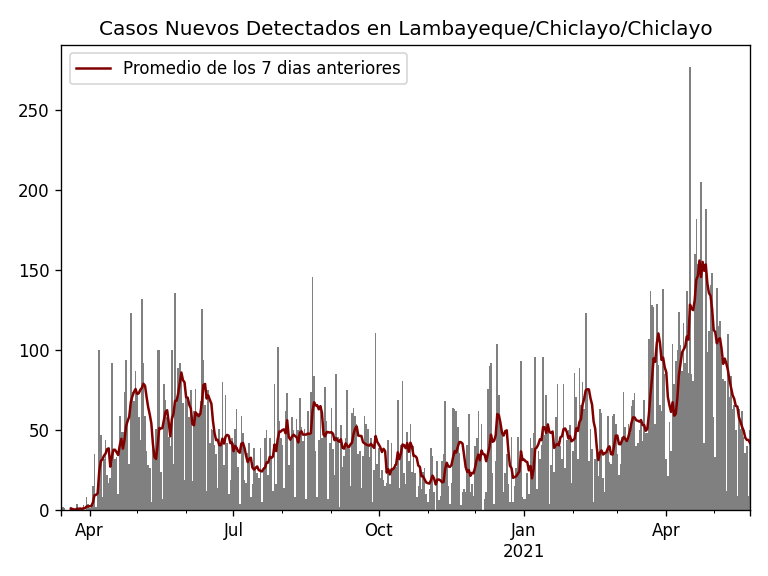 Casos Nuevos Detectados en Lambayeque/Chiclayo/Chiclayo
Promedio de los 7 dias anteriores
250
200
150
100
50
0
Apr Jul Oct Jan Apr
2021